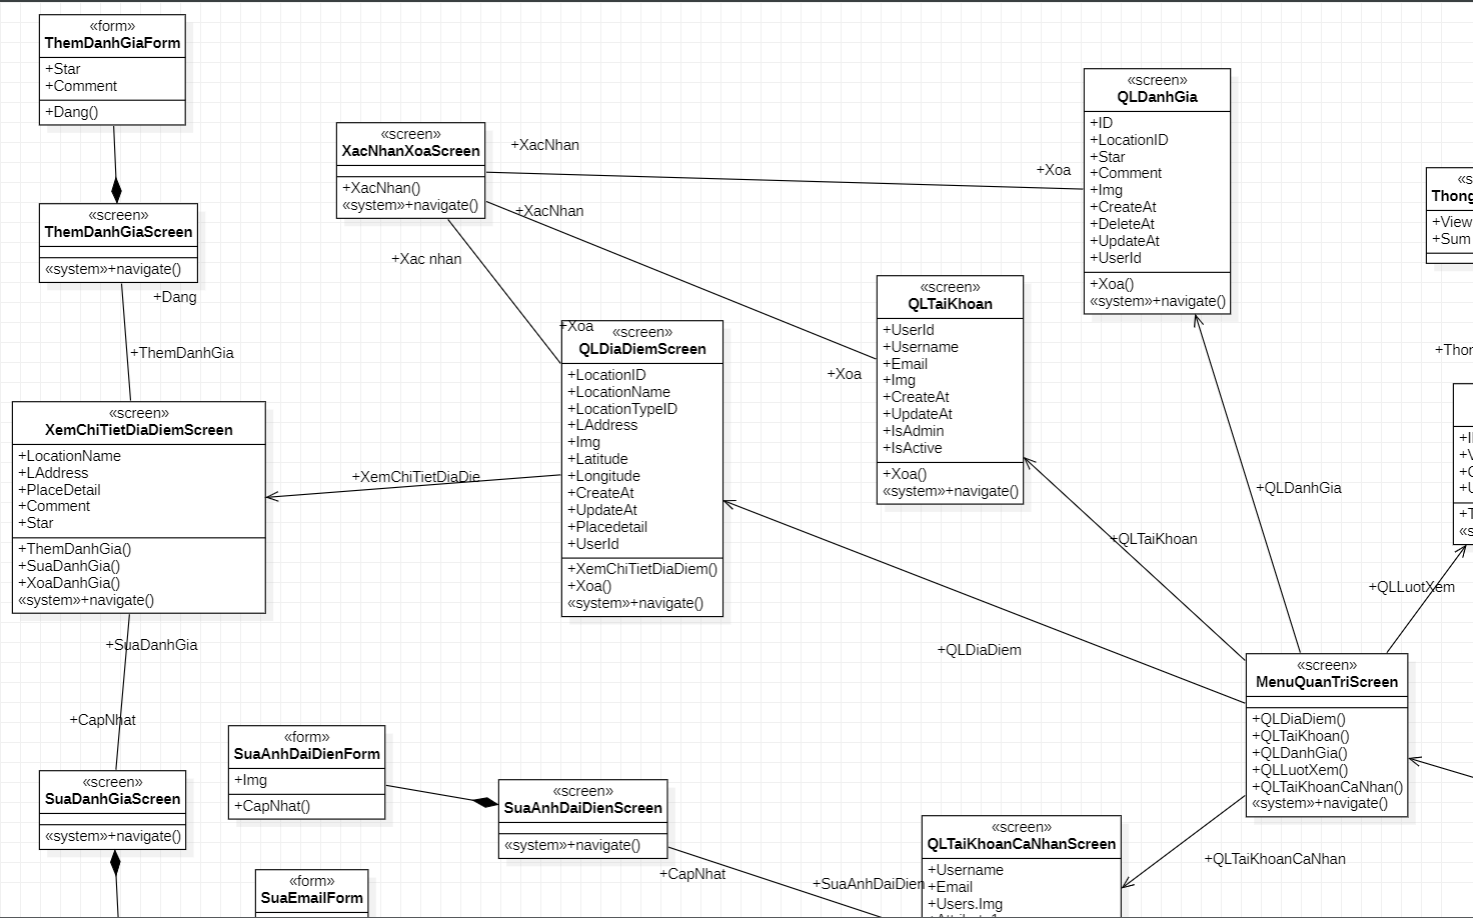 «form»
ThemDanhGiaForm
+Star
+Comment
+Dang()
«screen»
ThemDanhGiaScreen
«system»+navigate()
+Dang
+ThemDanhGia
«screen»
XemChiTietDiaDiemScreen
+LocationName
+LAddress
+PlaceDetail
+Comment
+Star
+ThemDanhGia()
+SuaDanhGia()
+XoaDanhGia()
«system»+navigate()
+SuaDanhGia
+CapNhat
«screen»
SuaDanhGiaScreen
«system»+navigate()
«screen»
XacNhanXoaScreen
+XacNhan()
«system»+navigate()
+XacNhan
+Xoa
+XacNhan
+Xoa
+Xac nhan
+Xoa
«screen»
QLDiaDiemScreen
+LocationID
+LocationName
+LocationTypeID
+LAddress
+Img
+Latitude
+Longitude
+CreateAt
+UpdateAt
+Placedetail
+UserId
+XemChiTietDiaDiem()
+Xoa()
«system»+navigate()
+XemChiTietDiaDie
«screen»
QLTaiKhoan
+UserId
+Username
+Email
+Img
+CreateAt
+UpdateAt
+IsAdmin
+IsActive
+Xoa()
«system»+navigate()
«screen»
QLDanhGia
+ID
+LocationID
+Star
+Comment
+Img
+CreateAt
+DeleteAt
+UpdateAt
+UserId
+Xoa()
«system»+navigate()
«s
Thong
+View
+Sum
+Thor
+QLDanhGia
+QLTaiKhoan
+QLLuotXem
+QLDiaDiem
«screen»
MenuQuanTriScreen
+QLDiaDiem()
+QLTaiKhoan()
+QLDanhGia()
+QLLuotXem()
+QLTaiKhoanCaNhan()
«system»+navigate()
+QLTaiKhoanCaNhan
«form»
SuaAnhDaiDienForm
+Img
+CapNhat()
«screen»
SuaAnhDaiDienScreen
«system»+navigate()
+CapNhat
+SuaAnhDaiDien
«screen»
QLTaiKhoanCaNhanScreen
+Username
+Email
+Users.Img
«form»
SuaEmailForm